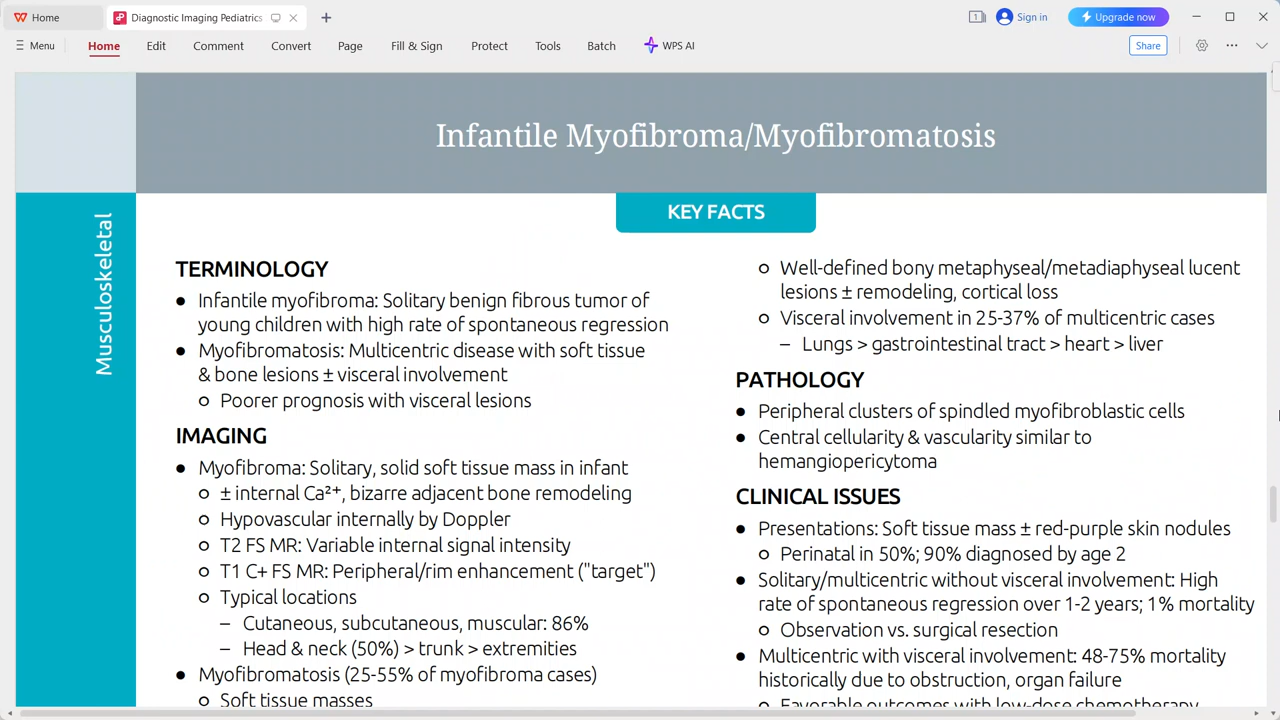 Home
Diagnostic Imaging Pediatrics
1
Sign in
Upgrade now
Menu
Home
Edit
Comment
Convert
Page
Fill & Sign
Protect
Tools
Batch
WPS AI
Share
Infantile Myofibroma/Myofibromatosis
KEY FACTS
Musculoskeletal
TERMINOLOGY
● Infantile myofibroma: Solitary benign fibrous tumor of
young children with high rate of spontaneous regression
● Myofibromatosis: Multicentric disease with soft tissue
& bone lesions ± visceral involvement
○ Poorer prognosis with visceral lesions
IMAGING
● Myofibroma: Solitary, solid soft tissue mass in infant
○ ± internal Ca²⁺, bizarre adjacent bone remodeling
○ Hypovascular internally by Doppler
○ T2 FS MR: Variable internal signal intensity
○ T1 C+ FS MR: Peripheral/rim enhancement ("target")
○ Typical locations
– Cutaneous, subcutaneous, muscular: 86%
– Head & neck (50%) > trunk > extremities
● Myofibromatosis (25-55% of myofibroma cases)
○ Soft tissue masses
○ Well-defined bony metaphyseal/metadiaphyseal lucent
lesions ± remodeling, cortical loss
○ Visceral involvement in 25-37% of multicentric cases
– Lungs > gastrointestinal tract > heart > liver
PATHOLOGY
● Peripheral clusters of spindled myofibroblastic cells
● Central cellularity & vascularity similar to
hemangiopericytoma
CLINICAL ISSUES
● Presentations: Soft tissue mass ± red-purple skin nodules
○ Perinatal in 50%; 90% diagnosed by age 2
● Solitary/multicentric without visceral involvement: High
rate of spontaneous regression over 1-2 years; 1% mortality
○ Observation vs. surgical resection
● Multicentric with visceral involvement: 48-75% mortality
historically due to obstruction, organ failure
○ Favorable outcomes with low-dose chemotherapy